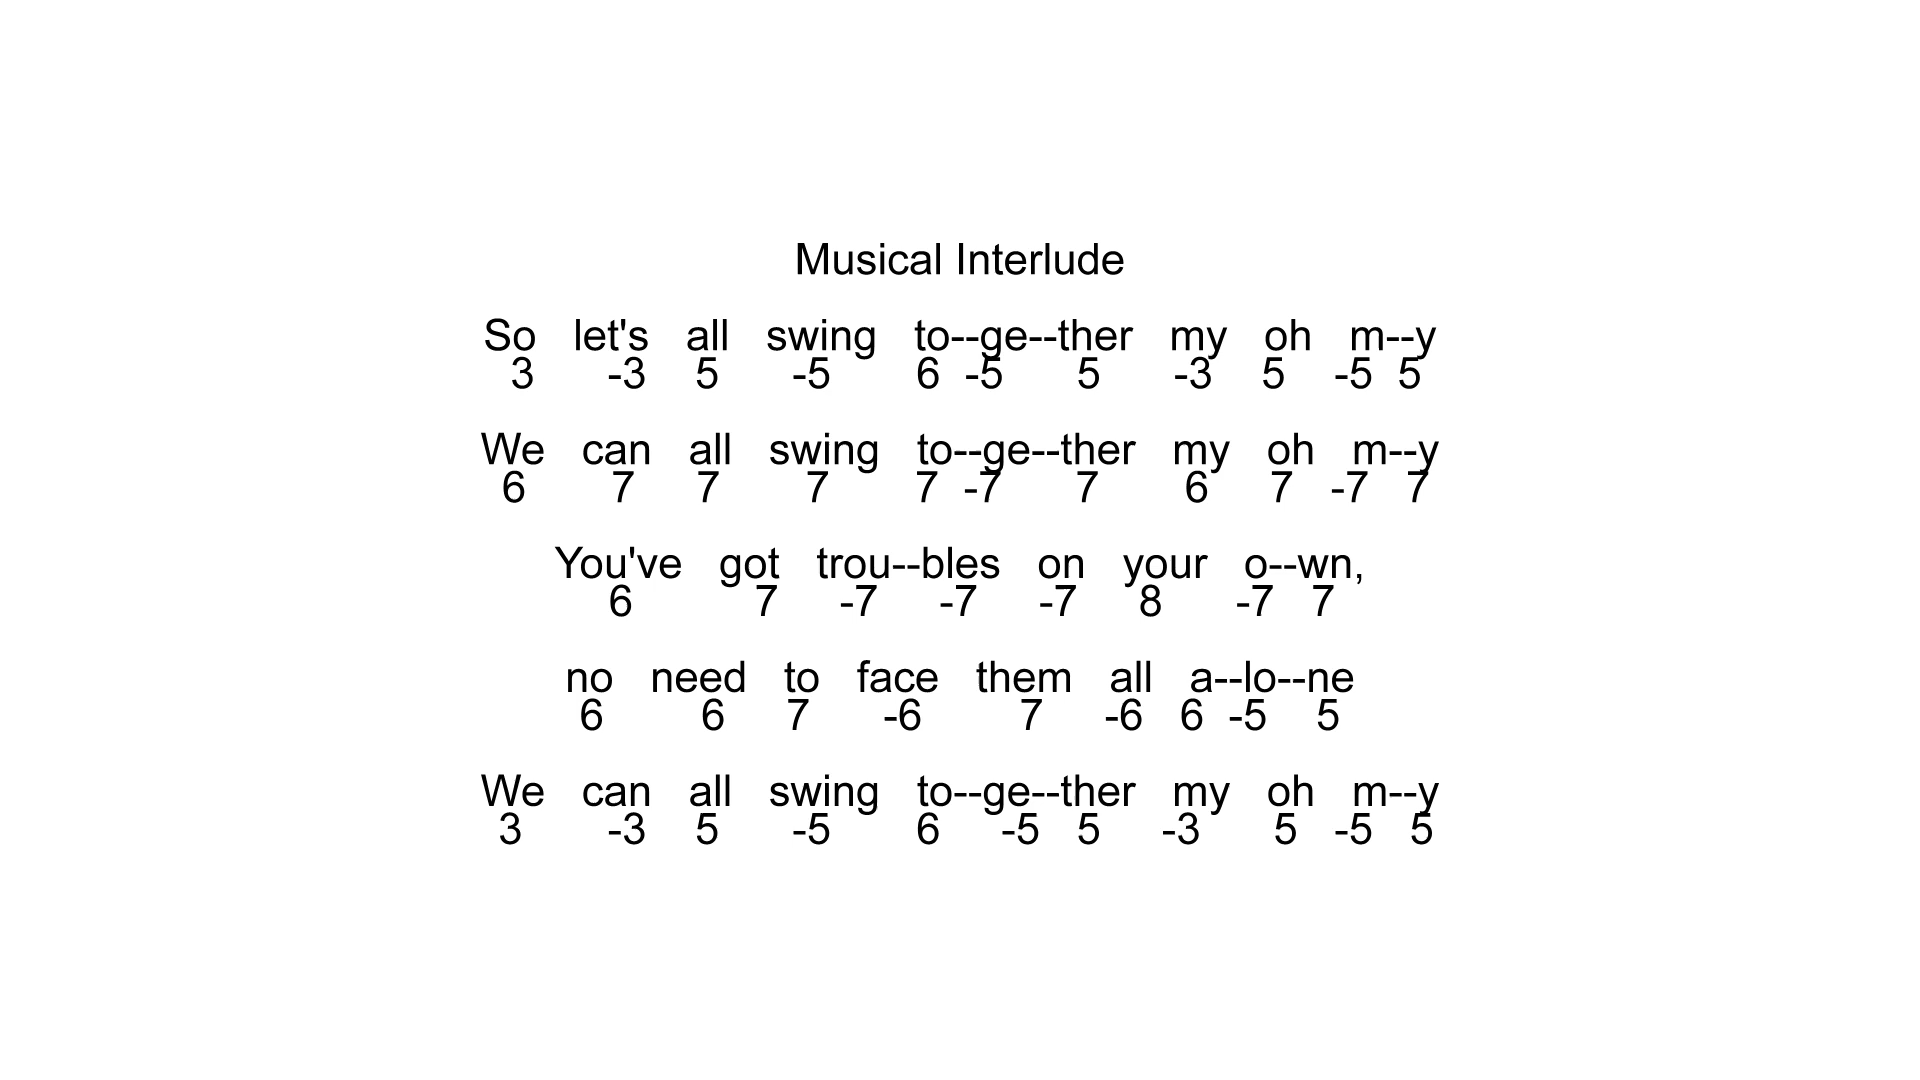 Musical Interlude
So let's all swing to--ge--ther my oh m--y
3 -3 5 -5 6 -5 5 -3 5 -5 5
We can all swing to--ge--ther my oh m--y
6 7 7 7 7 -7 7 6 7 -7 7
You've got trou--bles on your o--wn,
6 7 -7 -7 -7 8 -7 7
no need to face them all a--lo--ne
6 6 7 -6 7 -6 6 -5 5
We can all swing to--ge--ther my oh m--y
3 -3 5 -5 6 -5 5 -3 5 -5 5